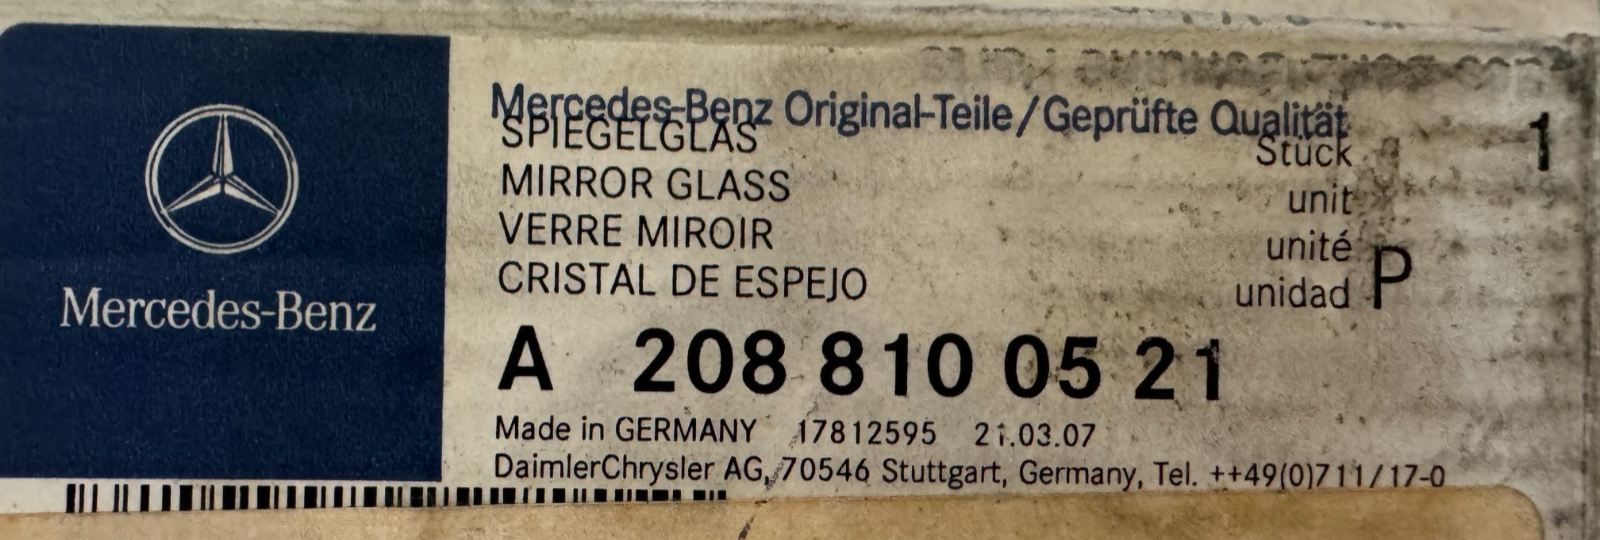 Mercedes-Benz
Mercedes-Benz Original-Teile/Geprüfte Qualität
SPIEGELGLAS
MIRROR GLASS
VERRE MIROIR
CRISTAL DE ESPEJO
Stück 1
unit
unité
unidad P
A 208 810 05 21
Made in GERMANY 17812595 21.03.07
DaimlerChrysler AG, 70546 Stuttgart, Germany, Tel. ++49(0)711/17-0